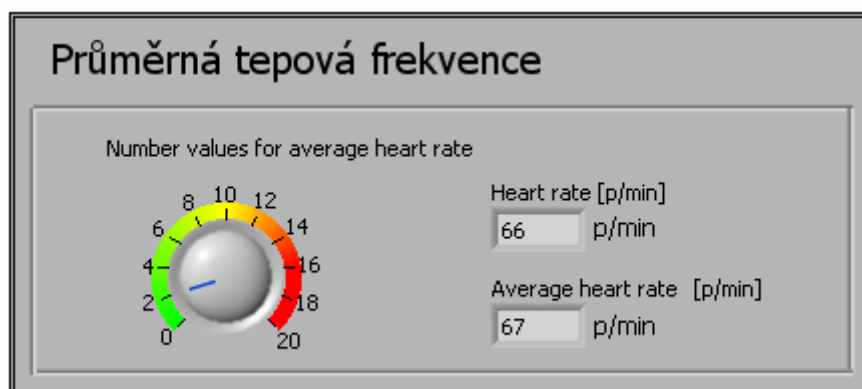 Průměrná tepová frekvence
Number values for average heart rate
0
2
4
6
8
10
12
14
16
18
20
Heart rate [p/min]
66 p/min
Average heart rate [p/min]
67 p/min